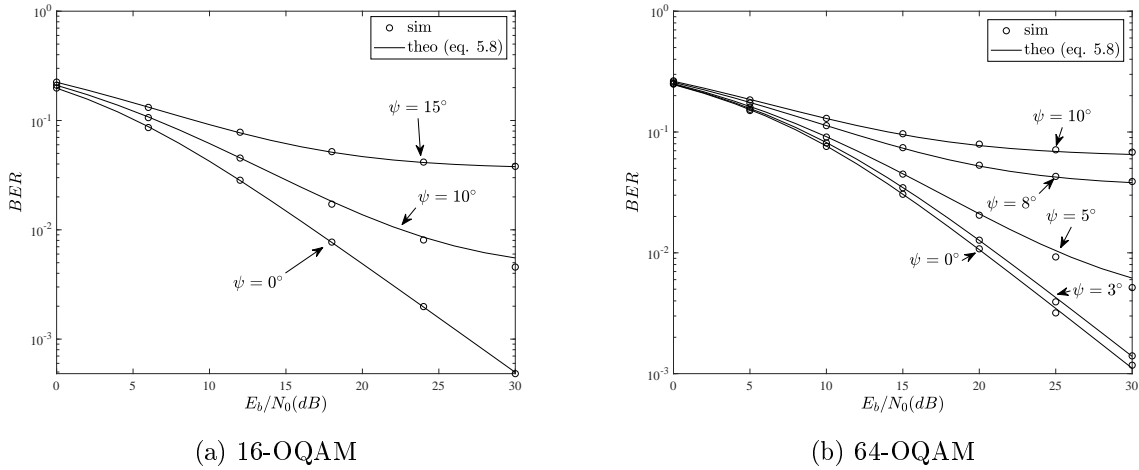 10^0
10^-1
10^-2
10^-3
BER
0 5 10 15 20 25 30
E_b/N_0(dB)
sim
theo (eq. 5.8)
ψ = 15°
ψ = 10°
ψ = 0°
(a) 16-OQAM
10^0
10^-1
10^-2
10^-3
BER
0 5 10 15 20 25 30
E_b/N_0(dB)
sim
theo (eq. 5.8)
ψ = 10°
ψ = 8°
ψ = 5°
ψ = 0°
ψ = 3°
(b) 64-OQAM